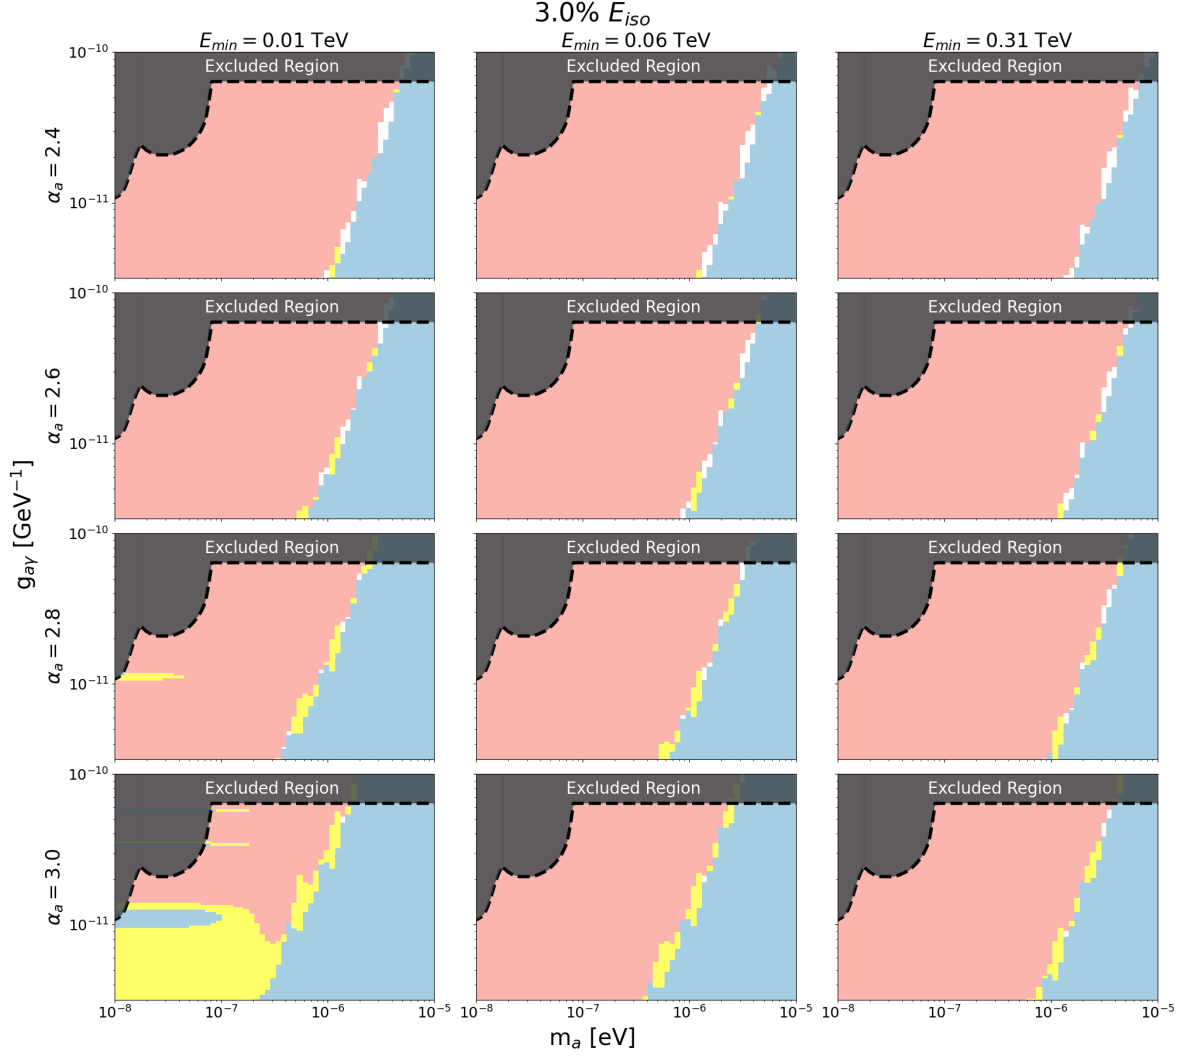 3.0% E_iso
E_min = 0.01 TeV
E_min = 0.06 TeV
E_min = 0.31 TeV
10⁻¹⁰
Excluded Region
Excluded Region
Excluded Region
α_a = 2.4
10⁻¹¹
10⁻¹⁰
Excluded Region
Excluded Region
Excluded Region
α_a = 2.6
10⁻¹¹
g_aγ [GeV⁻¹]
10⁻¹⁰
Excluded Region
Excluded Region
Excluded Region
α_a = 2.8
10⁻¹¹
10⁻¹⁰
Excluded Region
Excluded Region
Excluded Region
α_a = 3.0
10⁻¹¹
10⁻⁸ 10⁻⁷ 10⁻⁶ 10⁻⁵
10⁻⁸ 10⁻⁷ 10⁻⁶ 10⁻⁵
10⁻⁸ 10⁻⁷ 10⁻⁶ 10⁻⁵
m_a [eV]